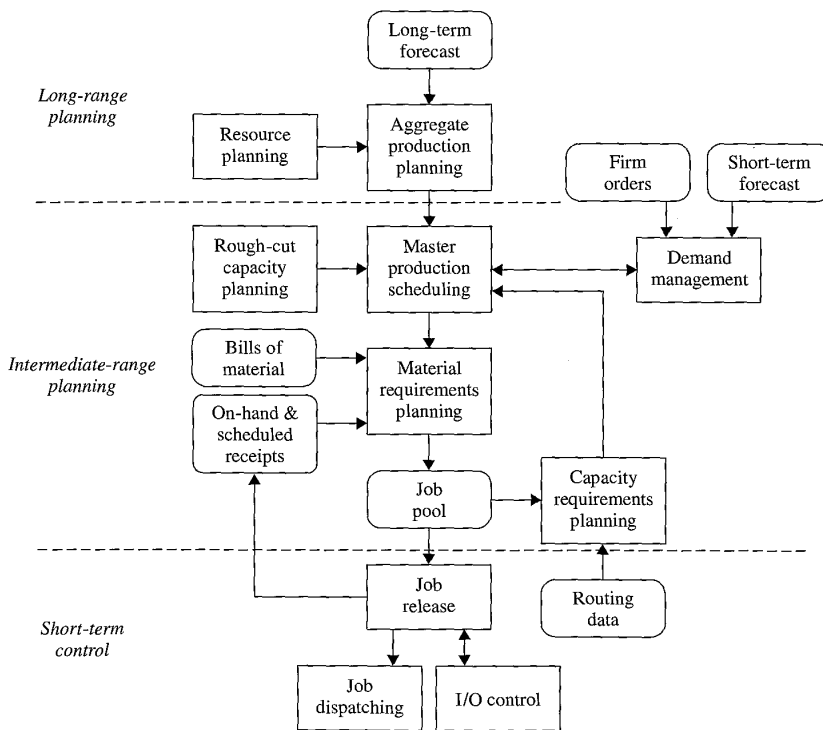 Long-term
forecast
Long-range
planning
Resource
planning
Aggregate
production
planning
Firm
orders
Short-term
forecast
Rough-cut
capacity
planning
Master
production
scheduling
Demand
management
Intermediate-range
planning
Bills of
material
Material
requirements
planning
On-hand &
scheduled
receipts
Job
pool
Capacity
requirements
planning
Job
release
Routing
data
Short-term
control
Job
dispatching
I/O control